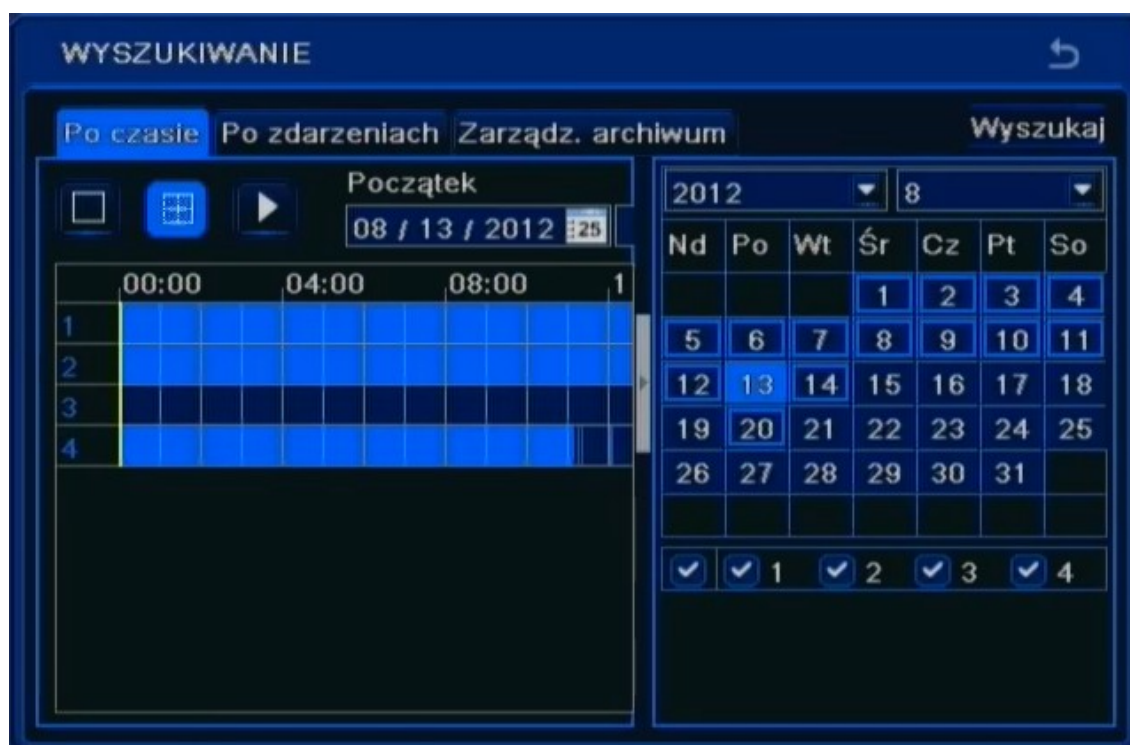 WYSZUKIWANIE
Po czasie Po zdarzeniach Zarządz. archiwum Wyszukaj
Początek
08 / 13 / 2012 25
00:00 04:00 08:00 1
1
2
3
4
2012 8
Nd Po Wt Śr Cz Pt So
1 2 3 4
5 6 7 8 9 10 11
12 13 14 15 16 17 18
19 20 21 22 23 24 25
26 27 28 29 30 31
1 2 3 4